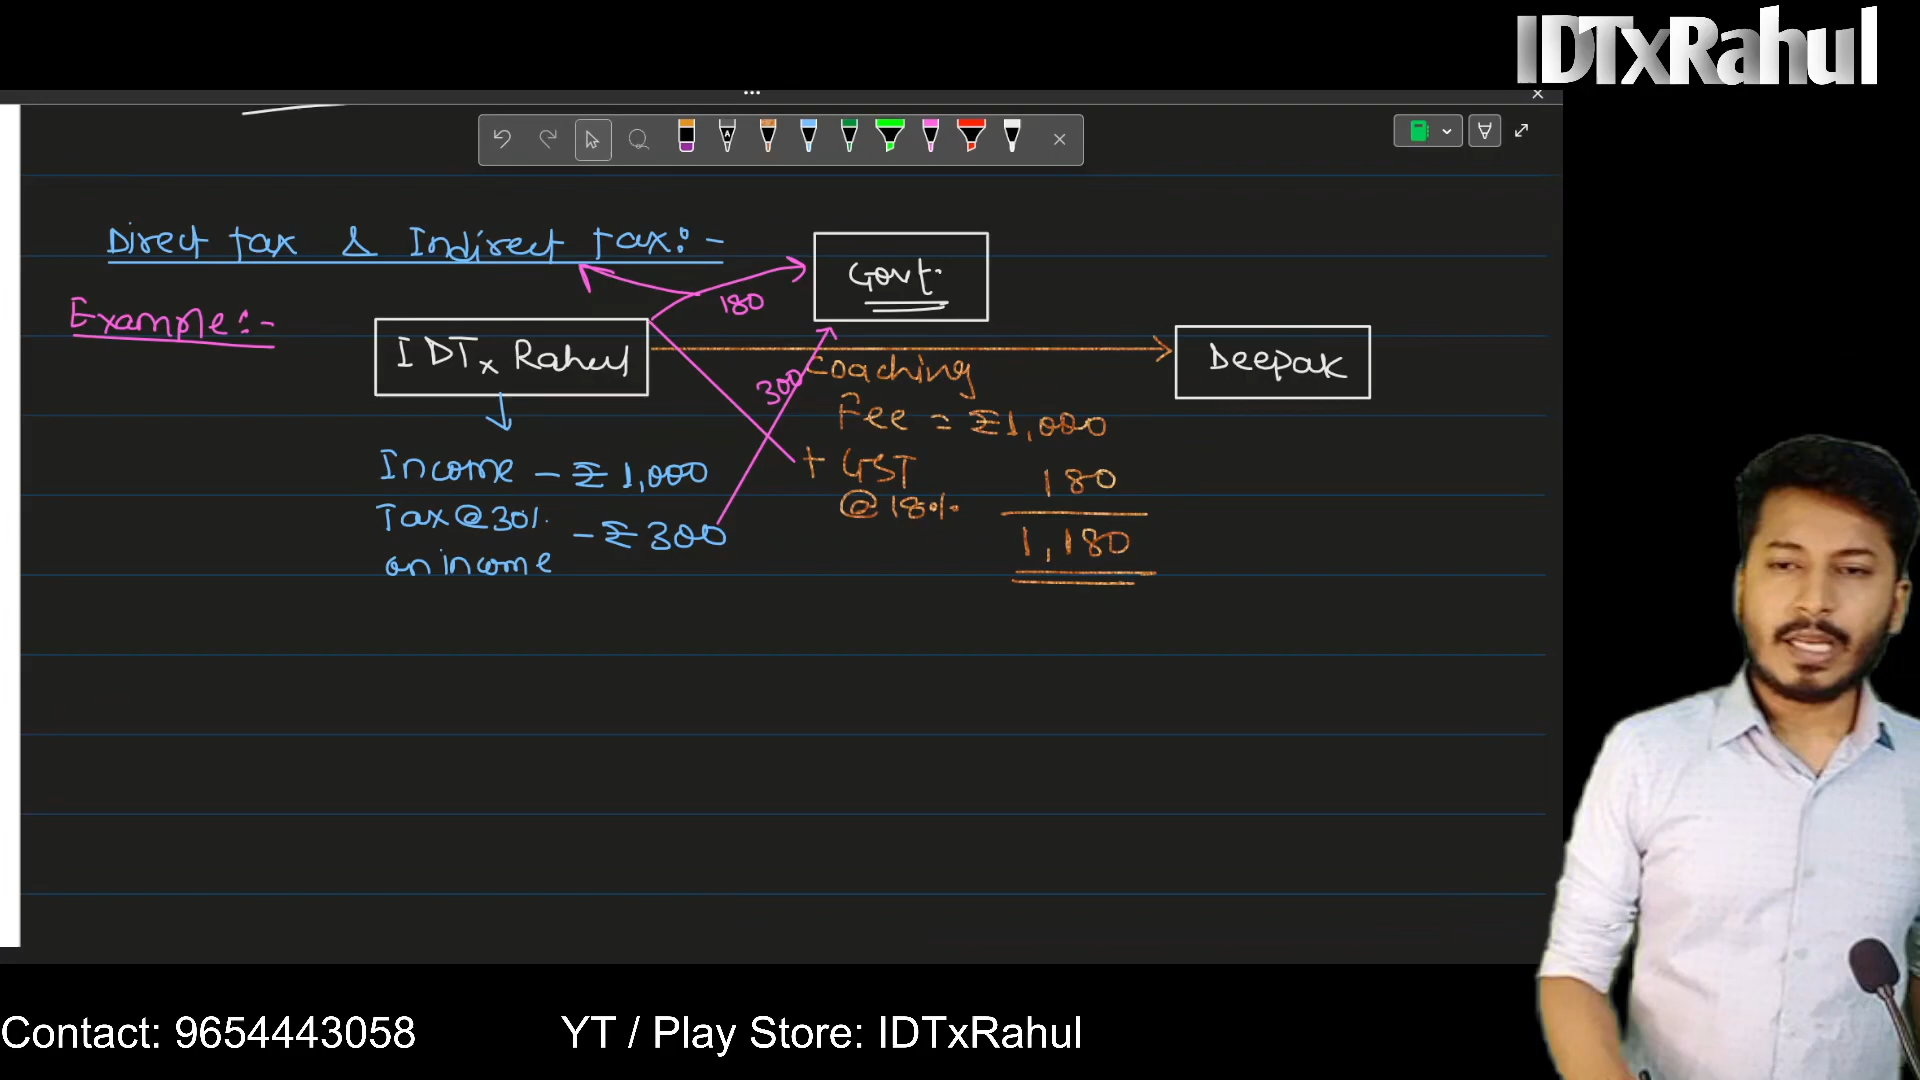 IDTxRahul
Direct tax & Indirect tax:-
Govt.
180
Example:-
IDTx Rahul
Deepak
300
Coaching
Fee = ₹1,000
Income - ₹1,000
+ GST
@18%
180
Tax@30%
on income
- ₹300
1,180
Contact: 9654443058
YT / Play Store: IDTxRahul